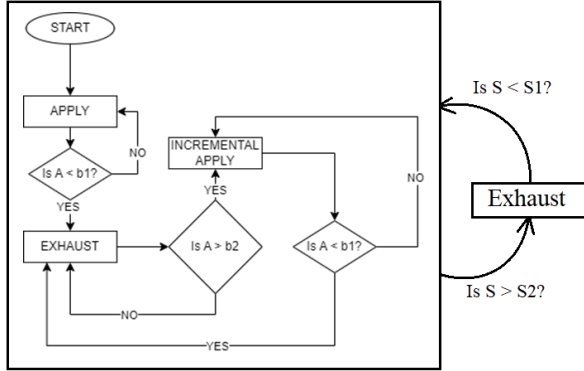 START
APPLY
NO
Is A < b1?
YES
EXHAUST
INCREMENTAL
APPLY
YES
Is A > b2
NO
Is A < b1?
NO
YES
Is S < S1?
Exhaust
Is S > S2?